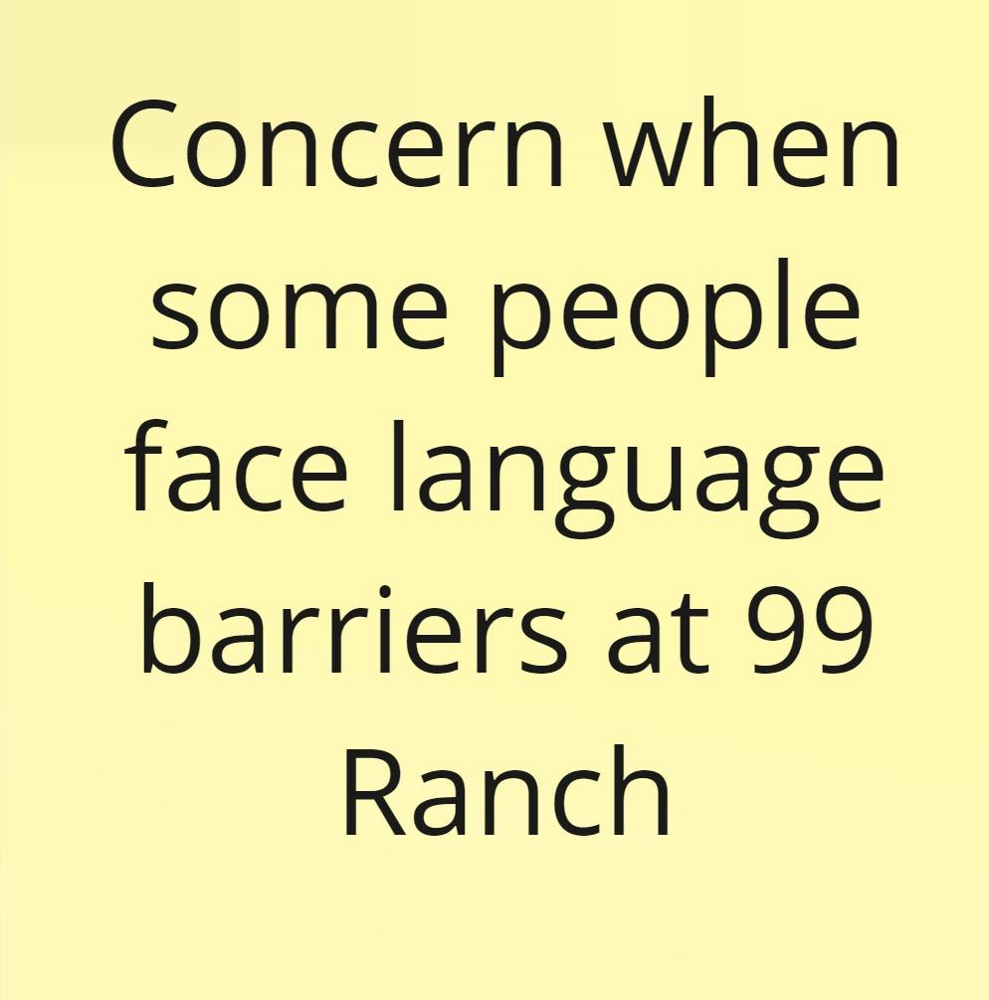 Concern when
some people
face language
barriers at 99
Ranch